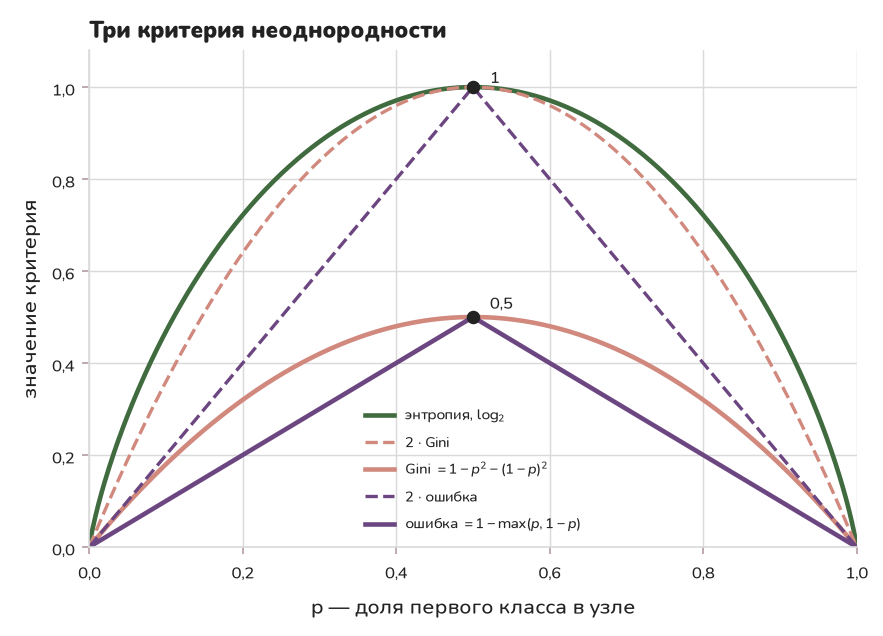 Три критерия неоднородности
значение критерия
1,0
0,8
0,6
0,4
0,2
0,0
1
0,5
энтропия, log₂
2 · Gini
Gini = 1 − p² − (1 − p)²
2 · ошибка
ошибка = 1 − max(p, 1 − p)
0,0 0,2 0,4 0,6 0,8 1,0
p — доля первого класса в узле